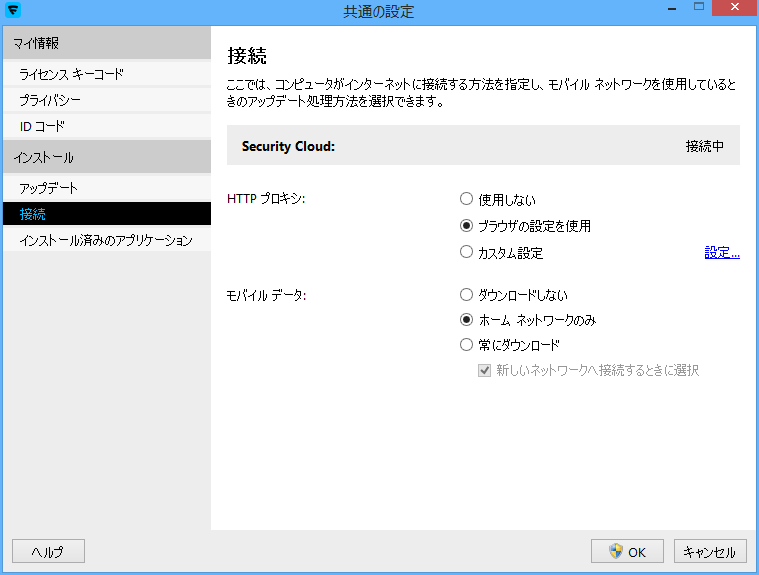 共通の設定
マイ情報
ライセンス キーコード
プライバシー
ID コード
インストール
アップデート
接続
インストール済みのアプリケーション
接続
ここでは、コンピュータがインターネットに接続する方法を指定し、モバイル ネットワークを使用していると
きのアップデート処理方法を選択できます。
Security Cloud: 接続中
HTTP プロキシ:
使用しない
ブラウザの設定を使用
カスタム設定 設定...
モバイル データ:
ダウンロードしない
ホーム ネットワークのみ
常にダウンロード
新しいネットワークへ接続するときに選択
ヘルプ OK キャンセル